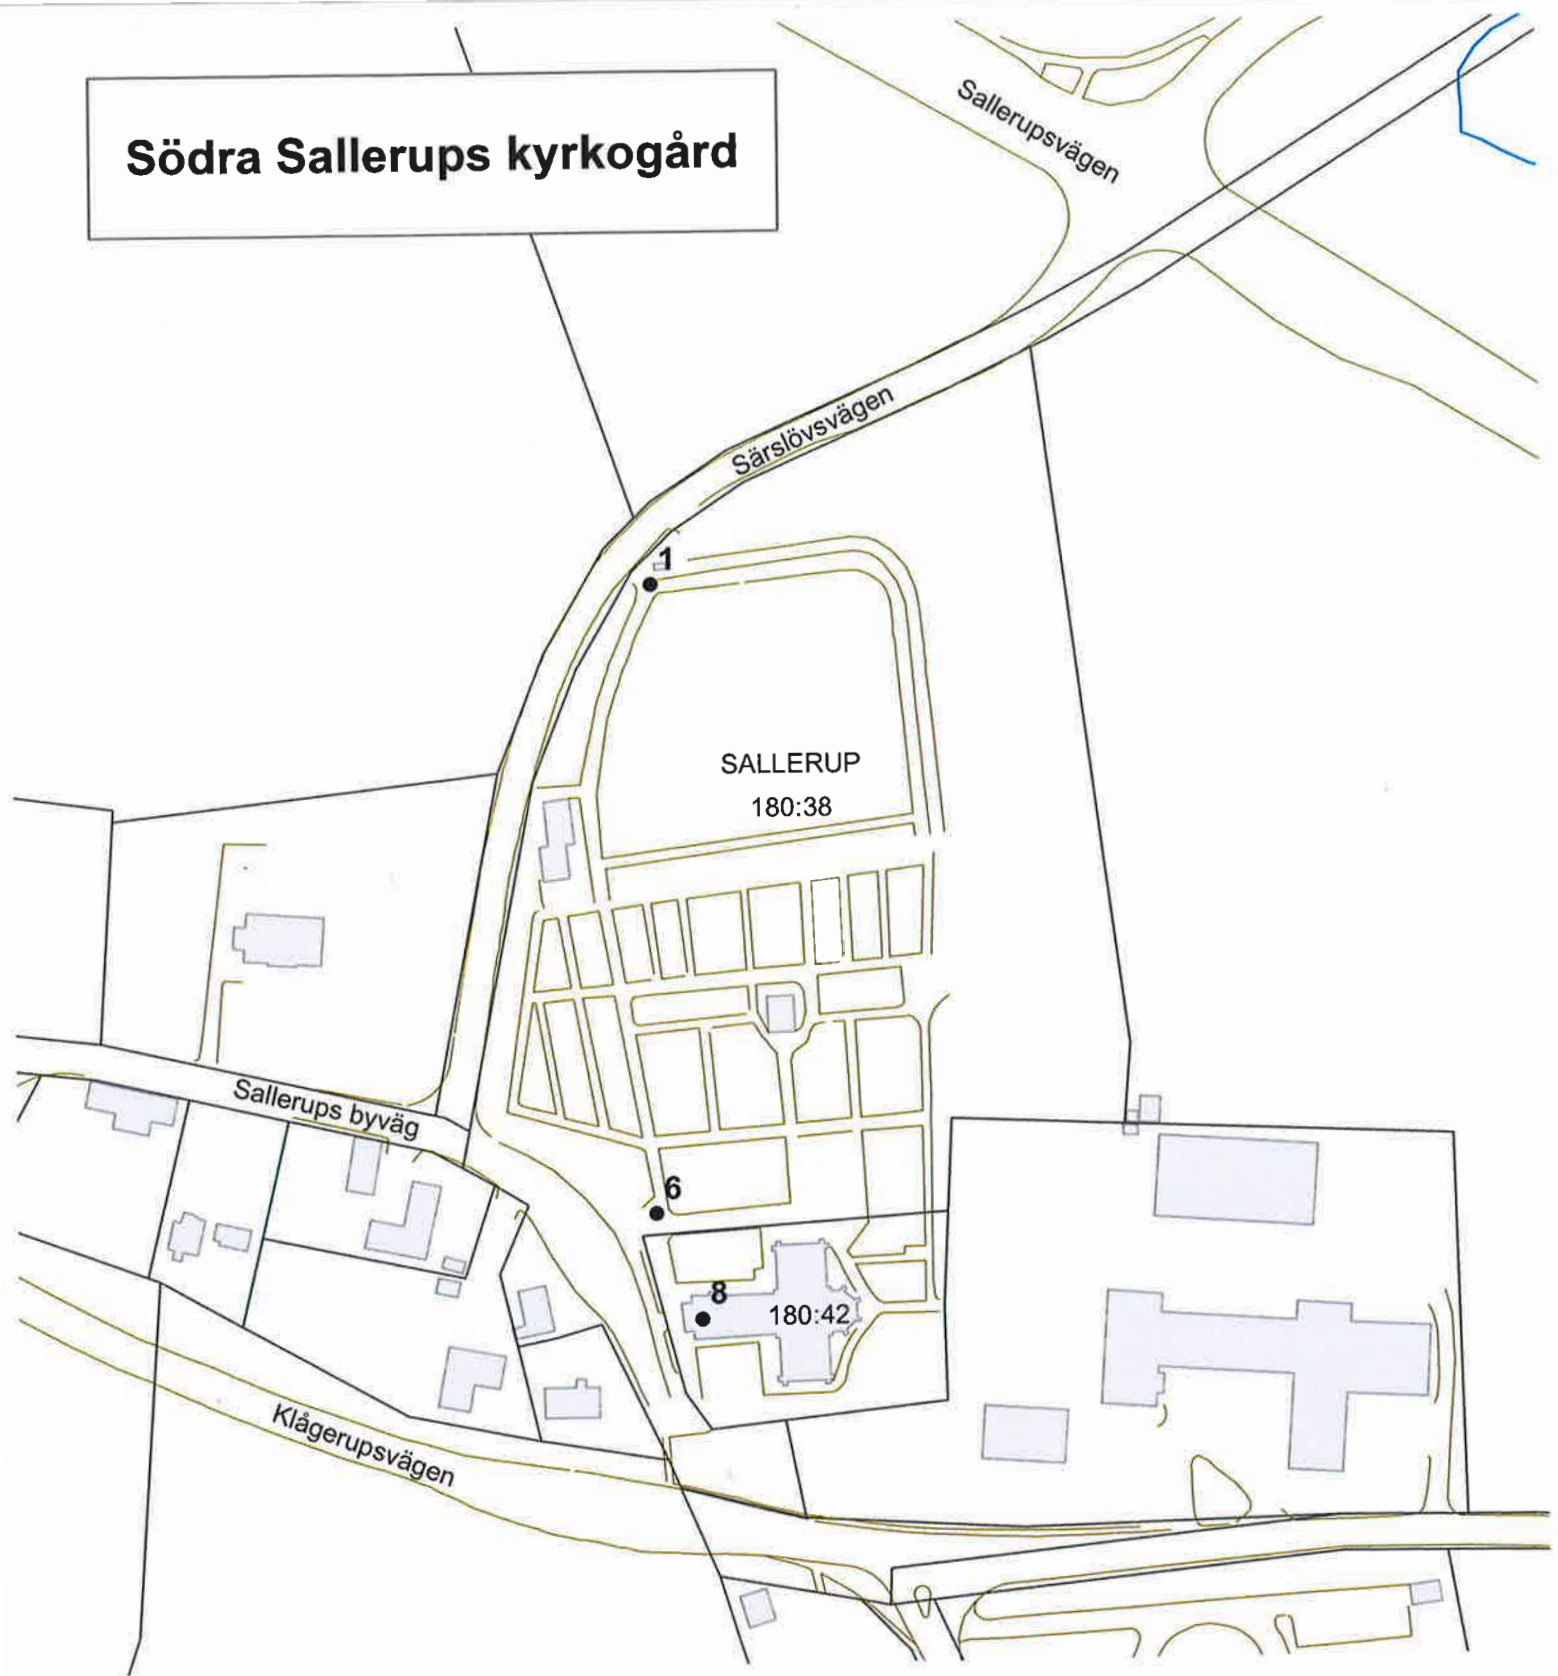 Södra Sallerups kyrkogård
Sallerupsvägen
Särslövsvägen
1
SALLERUP
180:38
Sallerups byväg
6
8
180:42
Klågerupsvägen